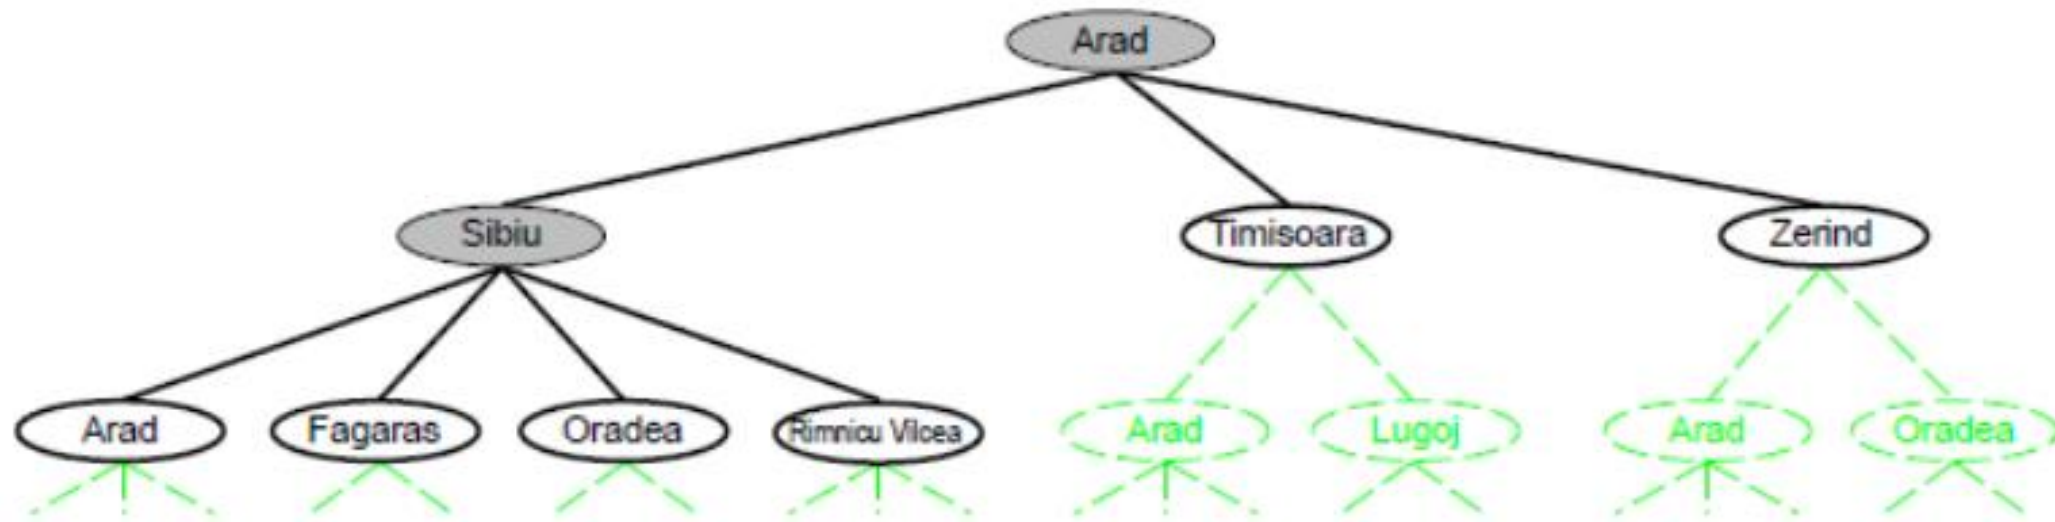 Arad
Sibiu Timisoara Zerind
Arad Fagaras Oradea Rimnicu Vilcea Arad Lugoj Arad Oradea